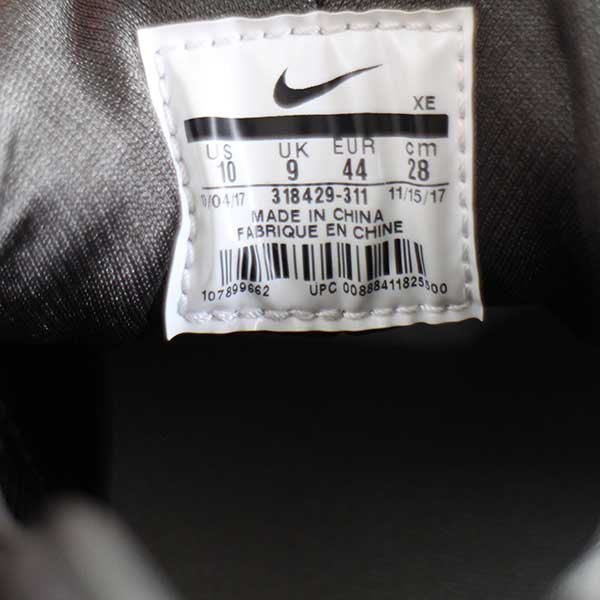 XE
US UK EUR cm
10 9 44 28
318429-311 11/15/17
MADE IN CHINA
FABRIQUE EN CHINE
107899662 UPC